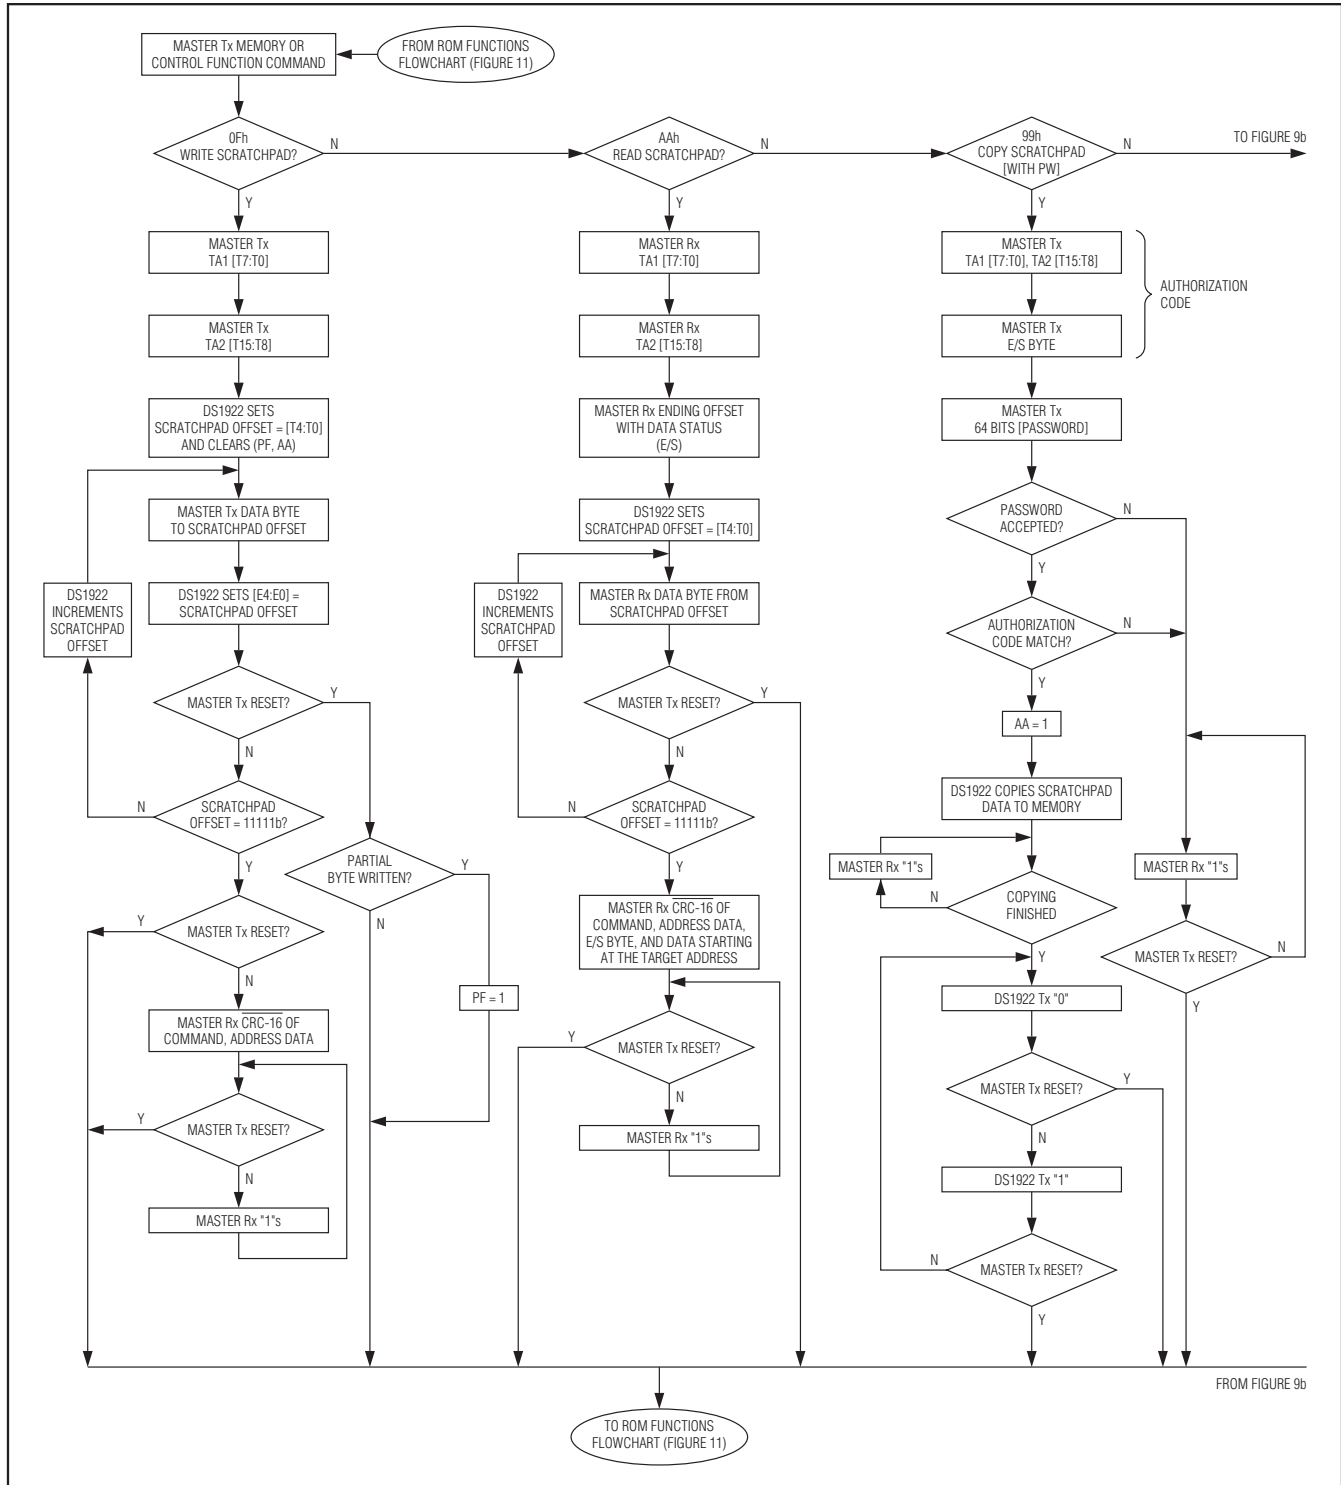 MASTER Tx MEMORY OR
CONTROL FUNCTION COMMAND
FROM ROM FUNCTIONS
FLOWCHART (FIGURE 11)
0Fh
WRITE SCRATCHPAD?
N
Y
AAh
READ SCRATCHPAD?
N
Y
99h
COPY SCRATCHPAD
[WITH PW]
N
Y
TO FIGURE 9b
MASTER Tx
TA1 [T7:T0]
MASTER Tx
TA2 [T15:T8]
DS1922 SETS
SCRATCHPAD OFFSET = [T4:T0]
AND CLEARS (PF, AA)
MASTER Tx DATA BYTE
TO SCRATCHPAD OFFSET
DS1922 SETS [E4:E0] =
SCRATCHPAD OFFSET
DS1922
INCREMENTS
SCRATCHPAD
OFFSET
MASTER Tx RESET?
Y
N
SCRATCHPAD
OFFSET = 11111b?
N
Y
PARTIAL
BYTE WRITTEN?
Y
N
PF = 1
MASTER Tx RESET?
Y
N
MASTER Rx CRC-16 OF
COMMAND, ADDRESS DATA
MASTER Tx RESET?
Y
N
MASTER Rx "1"s
MASTER Rx
TA1 [T7:T0]
MASTER Rx
TA2 [T15:T8]
MASTER Rx ENDING OFFSET
WITH DATA STATUS
(E/S)
DS1922 SETS
SCRATCHPAD OFFSET = [T4:T0]
MASTER Rx DATA BYTE FROM
SCRATCHPAD OFFSET
DS1922
INCREMENTS
SCRATCHPAD
OFFSET
MASTER Tx RESET?
Y
N
SCRATCHPAD
OFFSET = 11111b?
N
Y
MASTER Rx CRC-16 OF
COMMAND, ADDRESS DATA,
E/S BYTE, AND DATA STARTING
AT THE TARGET ADDRESS
MASTER Tx RESET?
Y
N
MASTER Rx "1"s
MASTER Tx
TA1 [T7:T0], TA2 [T15:T8]
MASTER Tx
E/S BYTE
AUTHORIZATION
CODE
MASTER Tx
64 BITS [PASSWORD]
PASSWORD
ACCEPTED?
N
Y
AUTHORIZATION
CODE MATCH?
N
Y
AA = 1
DS1922 COPIES SCRATCHPAD
DATA TO MEMORY
MASTER Rx "1"s
COPYING
FINISHED
N
Y
MASTER Rx "1"s
MASTER Tx RESET?
N
Y
DS1922 Tx "0"
MASTER Tx RESET?
Y
N
DS1922 Tx "1"
MASTER Tx RESET?
N
Y
FROM FIGURE 9b
TO ROM FUNCTIONS
FLOWCHART (FIGURE 11)